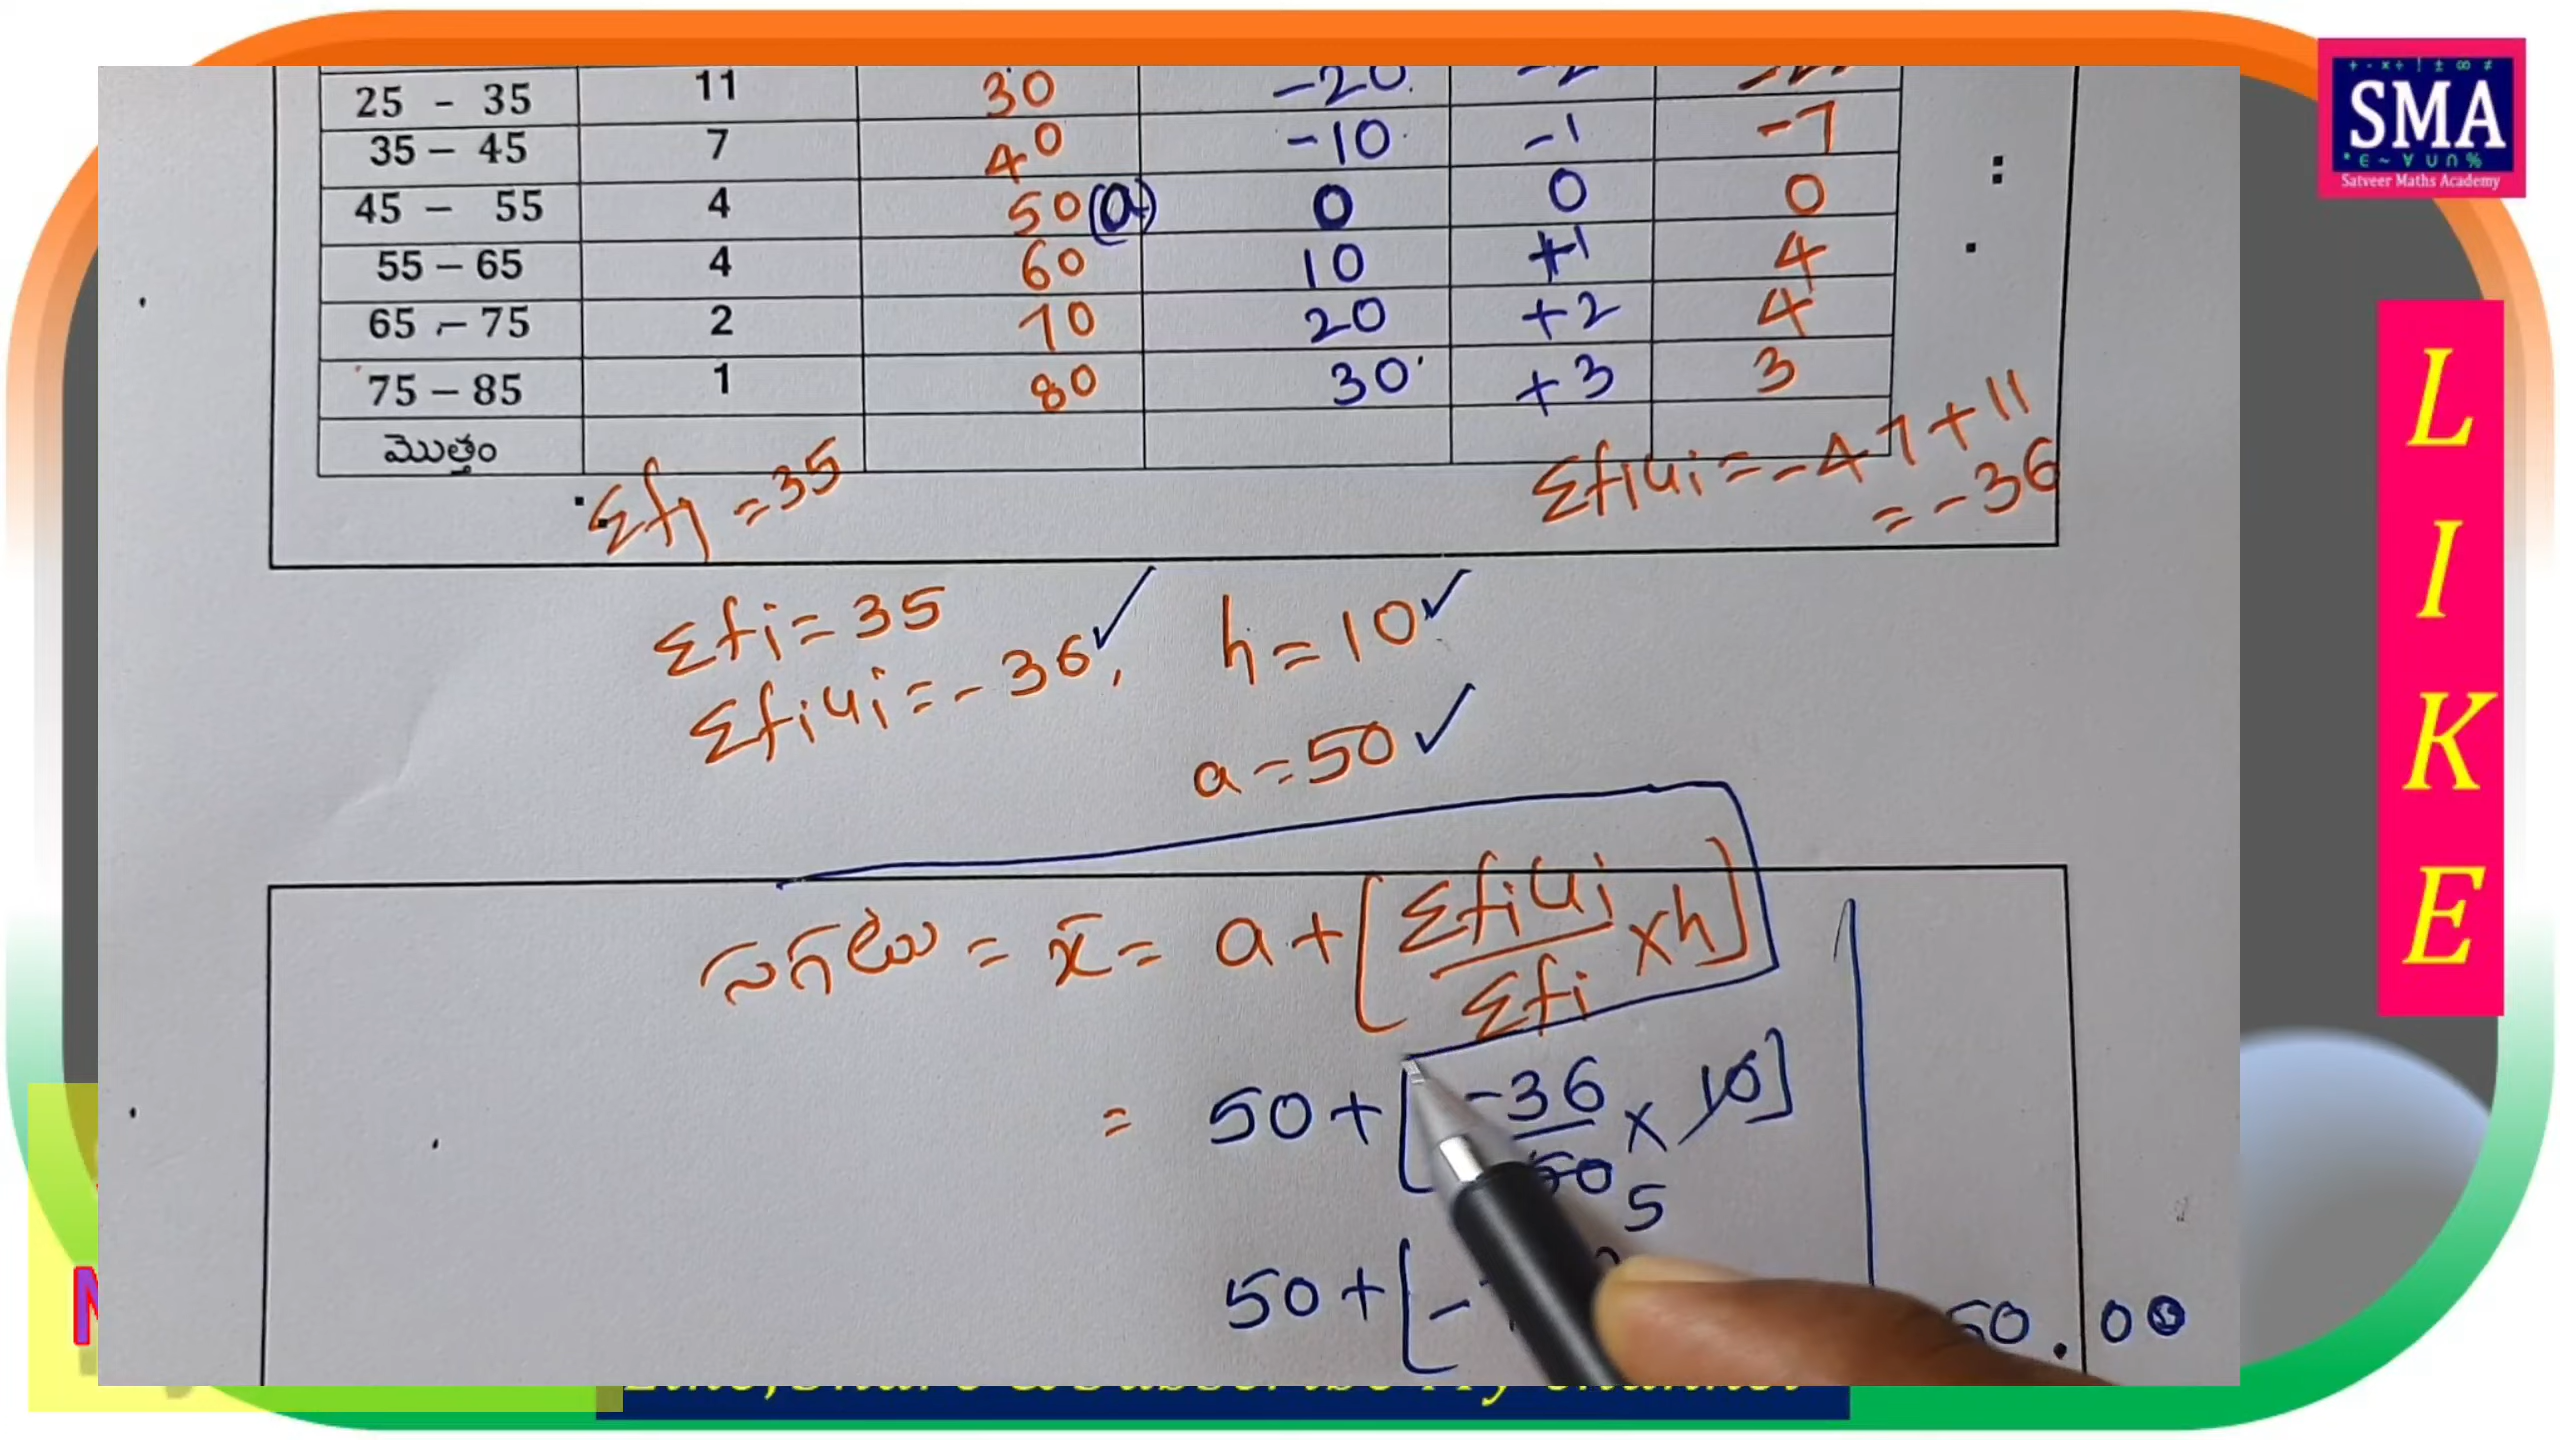 + - × ÷ | ± ∞ ≠
SMA
* ∈ ~ ∀ ∪ ∩ %
Satveer Maths Academy
25 - 35 11 30 -20 -2
35 – 45 7 40 -10 -1 -7
45 – 55 4 50(a) 0 0 0
55 – 65 4 60 10 +1 4
65 – 75 2 70 20 +2 4
75 – 85 1 80 30 +3 3
మొత్తం
Σfi = 35
Σfiui = -47+11
= -36
Σfi = 35
Σfiui = -36, h = 10
a = 50
సగటు = x̄ = a + [Σfiui/Σfi × h]
= 50 + [-36/50 × 10]
5
50 + [-
50.00
LIKE